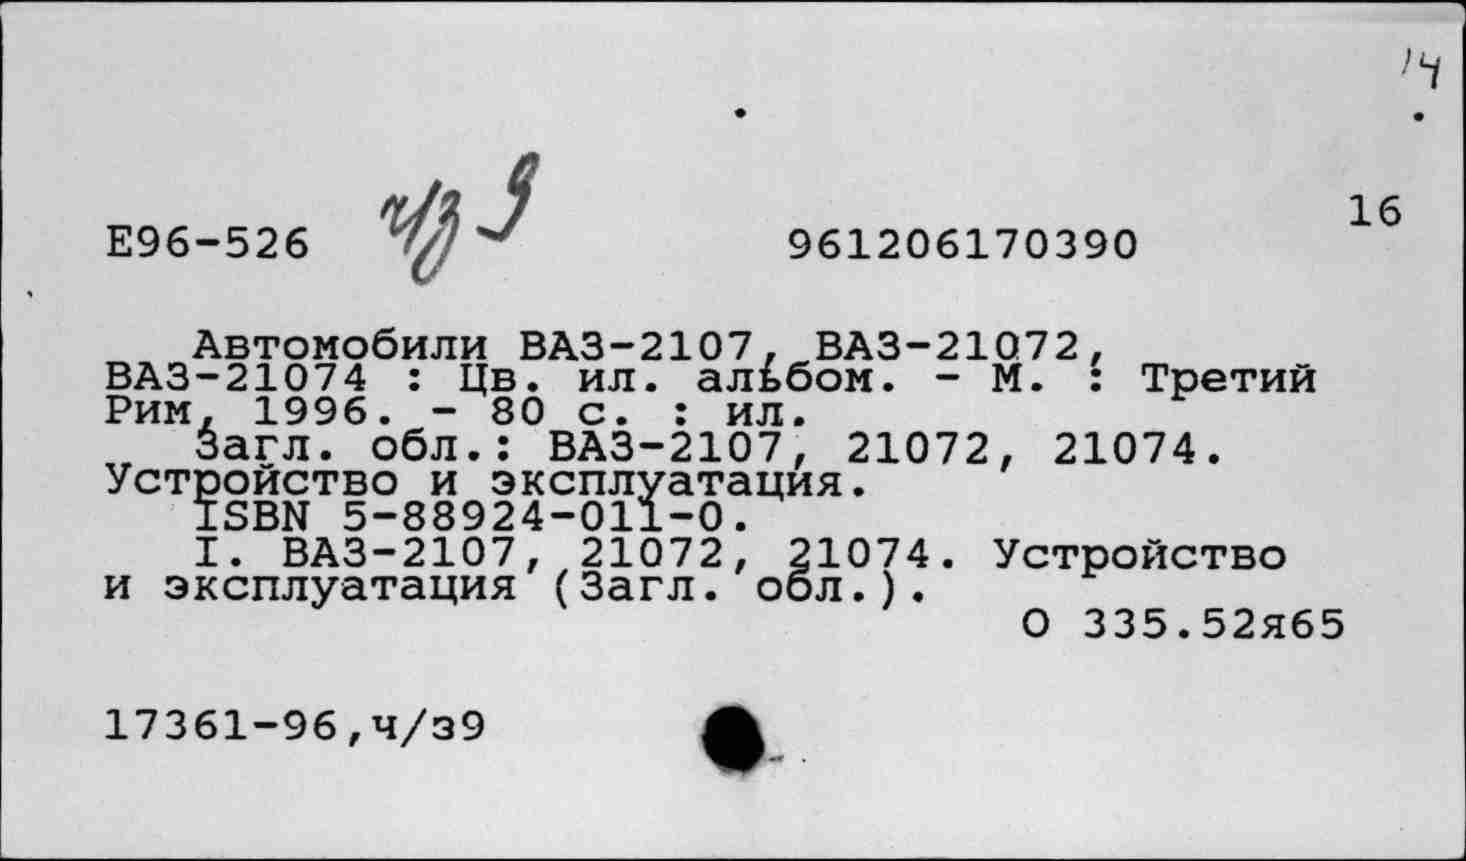 14
16
Е96-526 ч/з 9 961206170390
Автомобили ВАЗ-2107, ВАЗ-21072,
ВАЗ-21074 : Цв. ил. альбом. - М. : Третий
Рим, 1996. - 80 с. : ил.
Загл. обл.: ВАЗ-2107, 21072, 21074.
Устройство и эксплуатация.
ISBN 5-88924-011-0.
I. ВАЗ-2107, 21072, 21074. Устройство
и эксплуатация (Загл. обл.).
О 335.52я65
17361-96,ч/з9